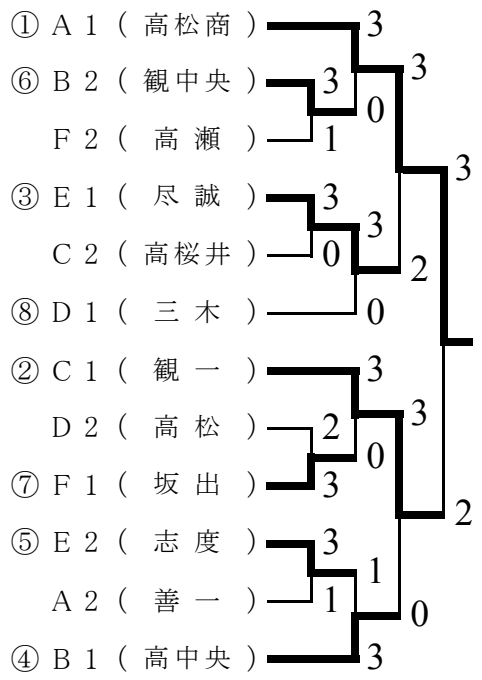 ① A 1 ( 高松商 ) 3
3
⑥ B 2 ( 観中央 ) 3
0
F 2 ( 高 瀬 ) 1
3
③ E 1 ( 尽 誠 ) 3
3
C 2 ( 高桜井 ) 0
2
⑧ D 1 ( 三 木 ) 0
② C 1 ( 観 一 ) 3
3
D 2 ( 高 松 ) 2
0
⑦ F 1 ( 坂 出 ) 3
2
⑤ E 2 ( 志 度 ) 3
1
A 2 ( 善 一 ) 1
0
④ B 1 ( 高中央 ) 3